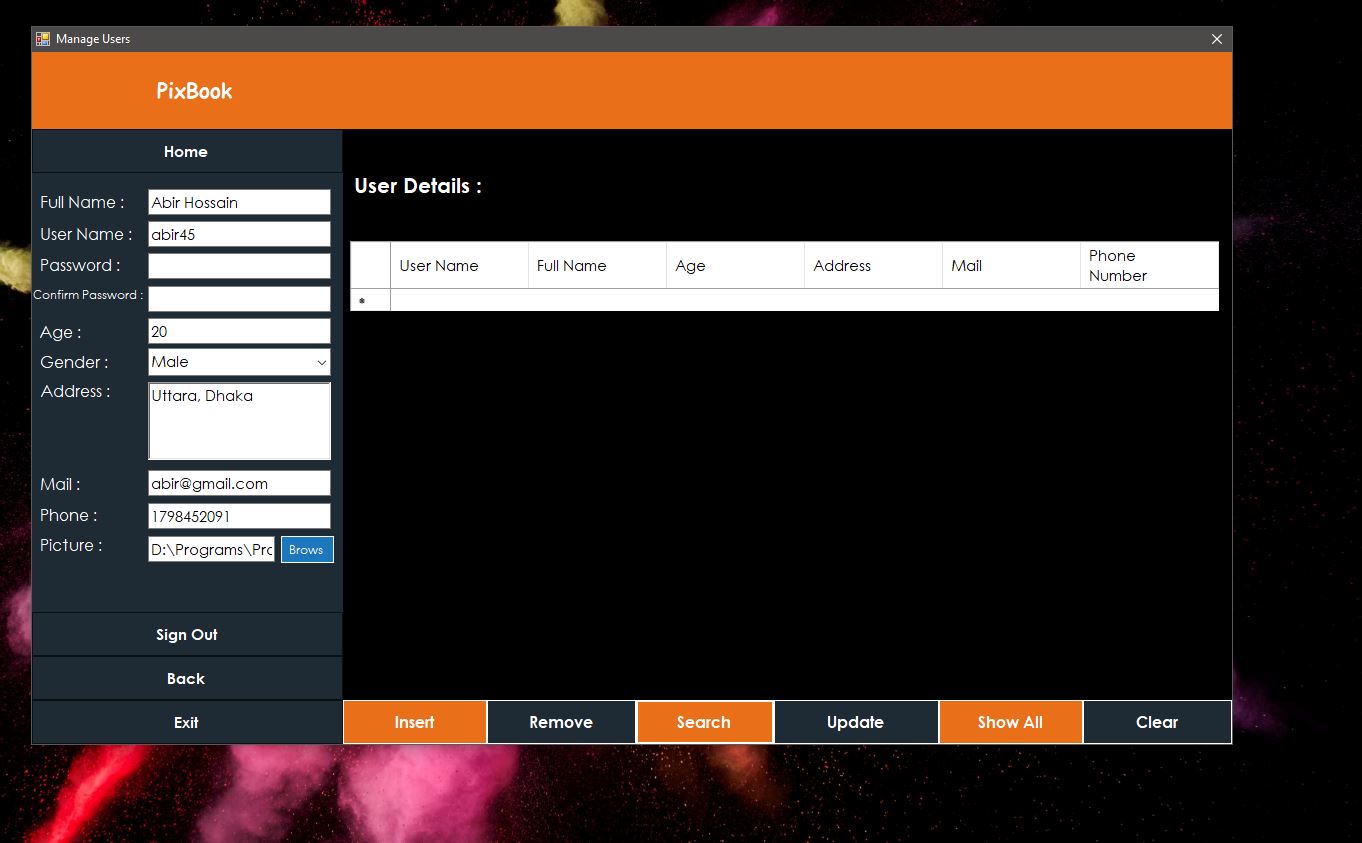 Manage Users
PixBook
Home
Full Name : Abir Hossain
User Name : abir45
Password :
Confirm Password :
Age : 20
Gender : Male
Address : Uttara, Dhaka
Mail : abir@gmail.com
Phone : 1798452091
Picture : D:\Programs\Prc Brows
Sign Out
Back
Exit
User Details :
User Name Full Name Age Address Mail Phone
Number
*
Insert Remove Search Update Show All Clear